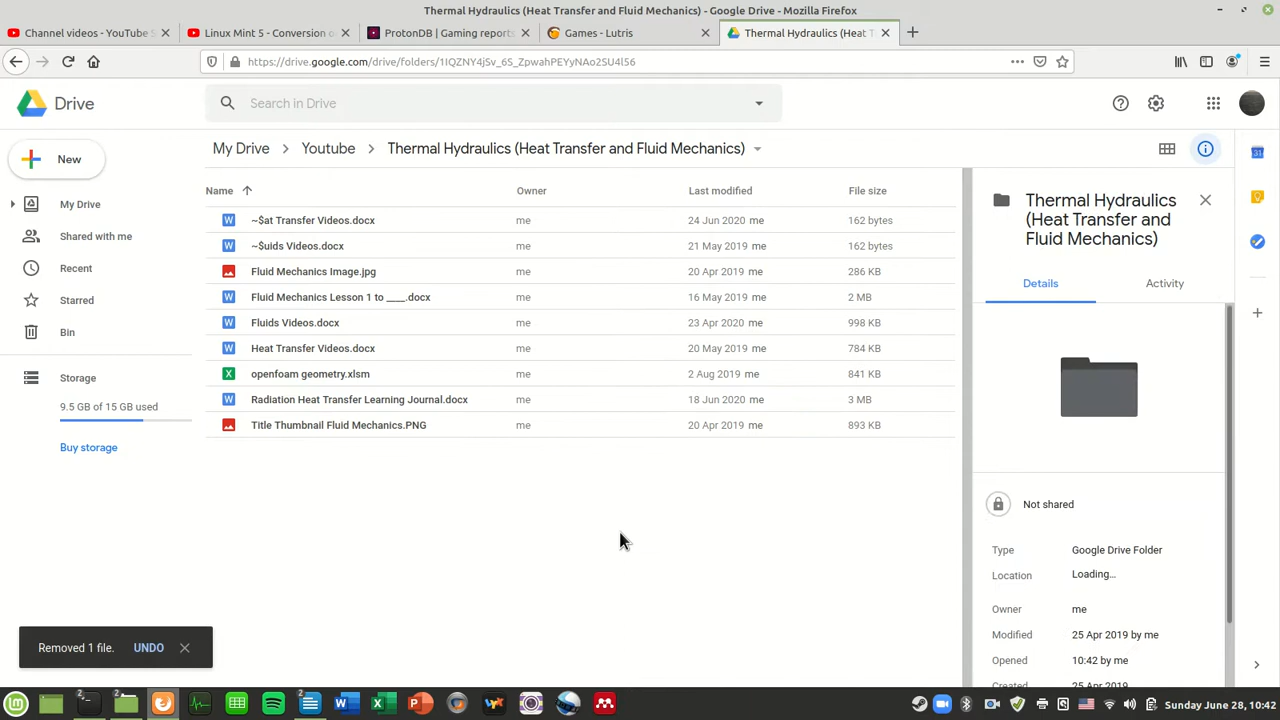 Thermal Hydraulics (Heat Transfer and Fluid Mechanics) - Google Drive - Mozilla Firefox
Channel videos - YouTube S
Linux Mint 5 - Conversion o
ProtonDB | Gaming reports
Games - Lutris
Thermal Hydraulics (Heat T
https://drive.google.com/drive/folders/1IQZNY4jSv_6S_ZpwahPEYyNAo2SU4l56
Drive
Search in Drive
New
My Drive
Shared with me
Recent
Starred
Bin
Storage
9.5 GB of 15 GB used
Buy storage
My Drive > Youtube > Thermal Hydraulics (Heat Transfer and Fluid Mechanics)
Name Owner Last modified File size
~$at Transfer Videos.docx me 24 Jun 2020 me 162 bytes
~$uids Videos.docx me 21 May 2019 me 162 bytes
Fluid Mechanics Image.jpg me 20 Apr 2019 me 286 KB
Fluid Mechanics Lesson 1 to ____.docx me 16 May 2019 me 2 MB
Fluids Videos.docx me 23 Apr 2020 me 998 KB
Heat Transfer Videos.docx me 20 May 2019 me 784 KB
openfoam geometry.xlsm me 2 Aug 2019 me 841 KB
Radiation Heat Transfer Learning Journal.docx me 18 Jun 2020 me 3 MB
Title Thumbnail Fluid Mechanics.PNG me 20 Apr 2019 me 893 KB
Thermal Hydraulics
(Heat Transfer and
Fluid Mechanics)
Details
Activity
Not shared
Type Google Drive Folder
Location Loading...
Owner me
Modified 25 Apr 2019 by me
Opened 10:42 by me
Created 25 Apr 2019
Removed 1 file. UNDO
Sunday June 28, 10:42